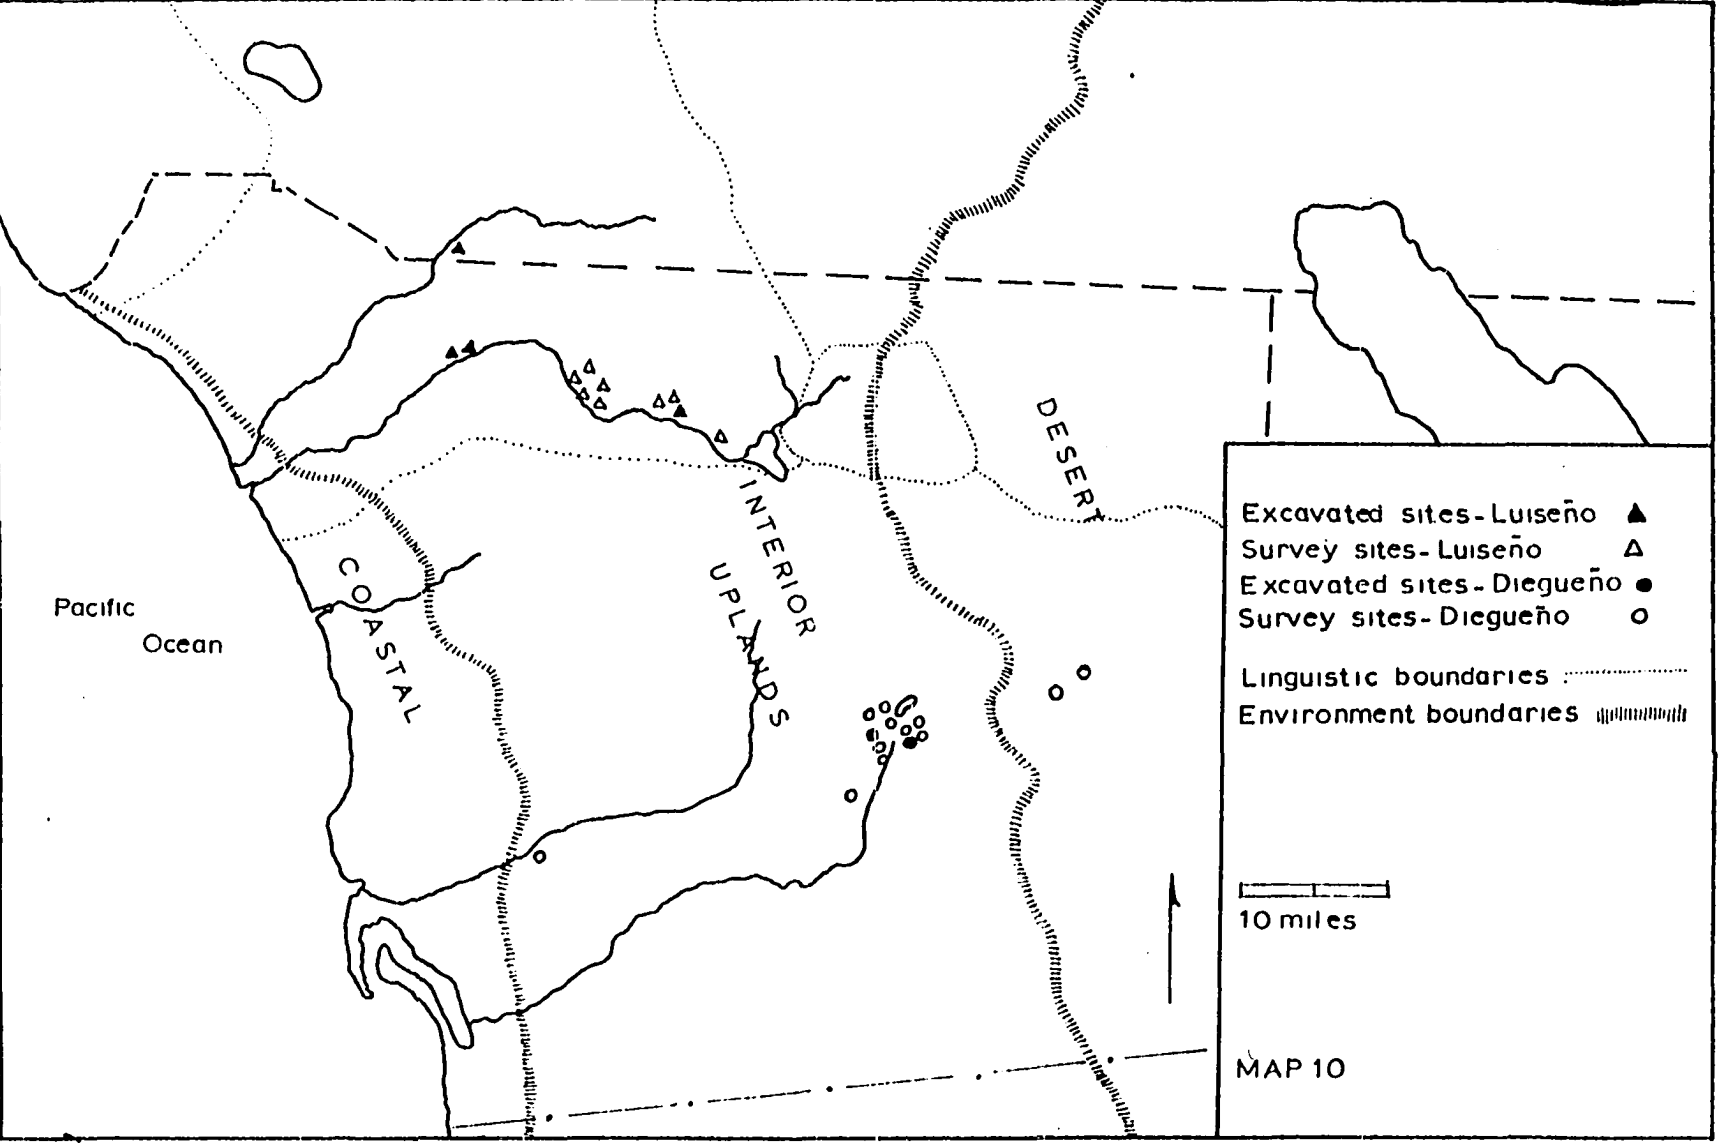 DESERT
INTERIOR
UPLANDS
COASTAL
Pacific
Ocean
Excavated sites-Luiseño
Survey sites-Luiseño
Excavated sites-Diegueño
Survey sites-Diegueño
Linguistic boundaries
Environment boundaries
10 miles
MAP 10